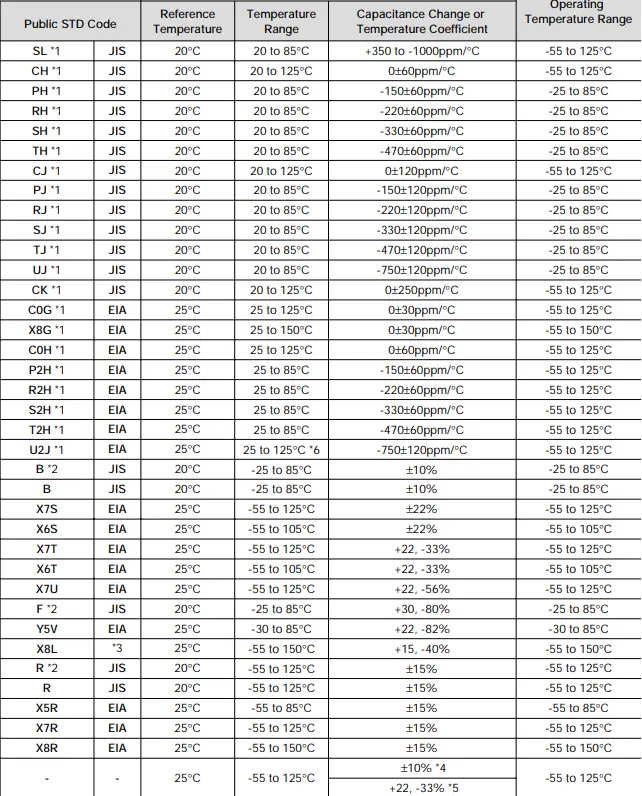 Public STD Code Reference Temperature Temperature Range Capacitance Change or Temperature Coefficient Operating Temperature Range
SL *1 JIS 20°C 20 to 85°C +350 to -1000ppm/°C -55 to 125°C
CH *1 JIS 20°C 20 to 125°C 0±60ppm/°C -55 to 125°C
PH *1 JIS 20°C 20 to 85°C -150±60ppm/°C -25 to 85°C
RH *1 JIS 20°C 20 to 85°C -220±60ppm/°C -25 to 85°C
SH *1 JIS 20°C 20 to 85°C -330±60ppm/°C -25 to 85°C
TH *1 JIS 20°C 20 to 85°C -470±60ppm/°C -25 to 85°C
CJ *1 JIS 20°C 20 to 125°C 0±120ppm/°C -55 to 125°C
PJ *1 JIS 20°C 20 to 85°C -150±120ppm/°C -25 to 85°C
RJ *1 JIS 20°C 20 to 85°C -220±120ppm/°C -25 to 85°C
SJ *1 JIS 20°C 20 to 85°C -330±120ppm/°C -25 to 85°C
TJ *1 JIS 20°C 20 to 85°C -470±120ppm/°C -25 to 85°C
UJ *1 JIS 20°C 20 to 85°C -750±120ppm/°C -25 to 85°C
CK *1 JIS 20°C 20 to 125°C 0±250ppm/°C -55 to 125°C
C0G *1 EIA 25°C 25 to 125°C 0±30ppm/°C -55 to 125°C
X8G *1 EIA 25°C 25 to 150°C 0±30ppm/°C -55 to 150°C
C0H *1 EIA 25°C 25 to 125°C 0±60ppm/°C -55 to 125°C
P2H *1 EIA 25°C 25 to 85°C -150±60ppm/°C -55 to 125°C
R2H *1 EIA 25°C 25 to 85°C -220±60ppm/°C -55 to 125°C
S2H *1 EIA 25°C 25 to 85°C -330±60ppm/°C -55 to 125°C
T2H *1 EIA 25°C 25 to 85°C -470±60ppm/°C -55 to 125°C
U2J *1 EIA 25°C 25 to 125°C *6 -750±120ppm/°C -55 to 125°C
B *2 JIS 20°C -25 to 85°C ±10% -25 to 85°C
B JIS 20°C -25 to 85°C ±10% -25 to 85°C
X7S EIA 25°C -55 to 125°C ±22% -55 to 125°C
X6S EIA 25°C -55 to 105°C ±22% -55 to 105°C
X7T EIA 25°C -55 to 125°C +22, -33% -55 to 125°C
X6T EIA 25°C -55 to 105°C +22, -33% -55 to 105°C
X7U EIA 25°C -55 to 125°C +22, -56% -55 to 125°C
F *2 JIS 20°C -25 to 85°C +30, -80% -25 to 85°C
Y5V EIA 25°C -30 to 85°C +22, -82% -30 to 85°C
X8L *3 25°C -55 to 150°C +15, -40% -55 to 150°C
R *2 JIS 20°C -55 to 125°C ±15% -55 to 125°C
R JIS 20°C -55 to 125°C ±15% -55 to 125°C
X5R EIA 25°C -55 to 85°C ±15% -55 to 85°C
X7R EIA 25°C -55 to 125°C ±15% -55 to 125°C
X8R EIA 25°C -55 to 150°C ±15% -55 to 150°C
- - 25°C -55 to 125°C ±10% *4 -55 to 125°C
+22, -33% *5